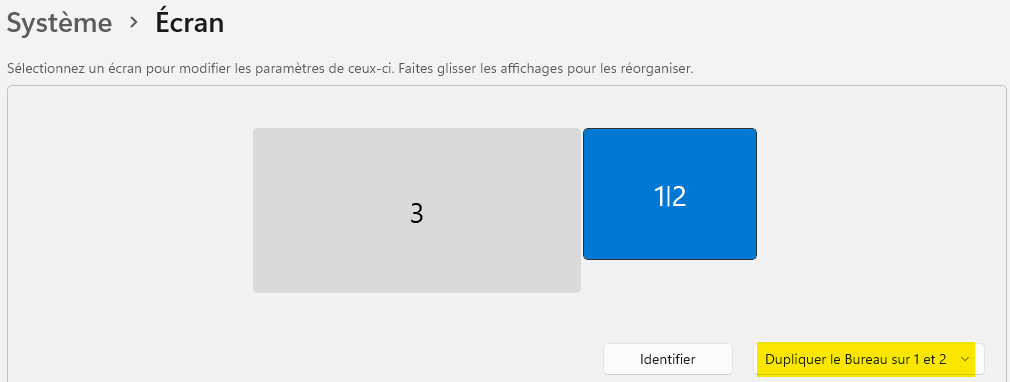 Système > Écran
Sélectionnez un écran pour modifier les paramètres de ceux-ci. Faites glisser les affichages pour les réorganiser.
3
1|2
Identifier
Dupliquer le Bureau sur 1 et 2